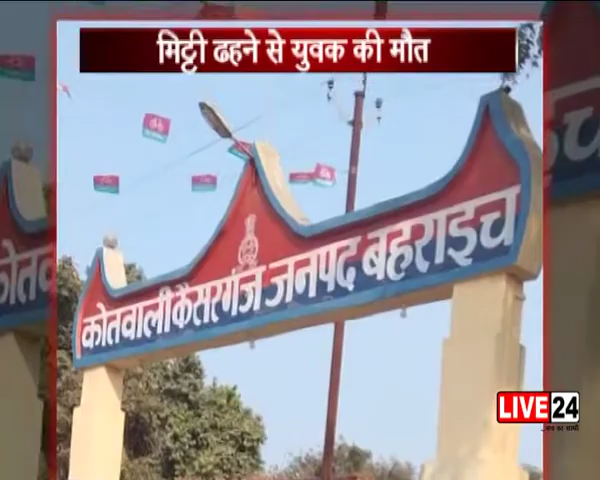 मिट्टी ढहने से युवक की मौत
कोतवाली कैसरगंज जनपद बहराइच
LIVE24